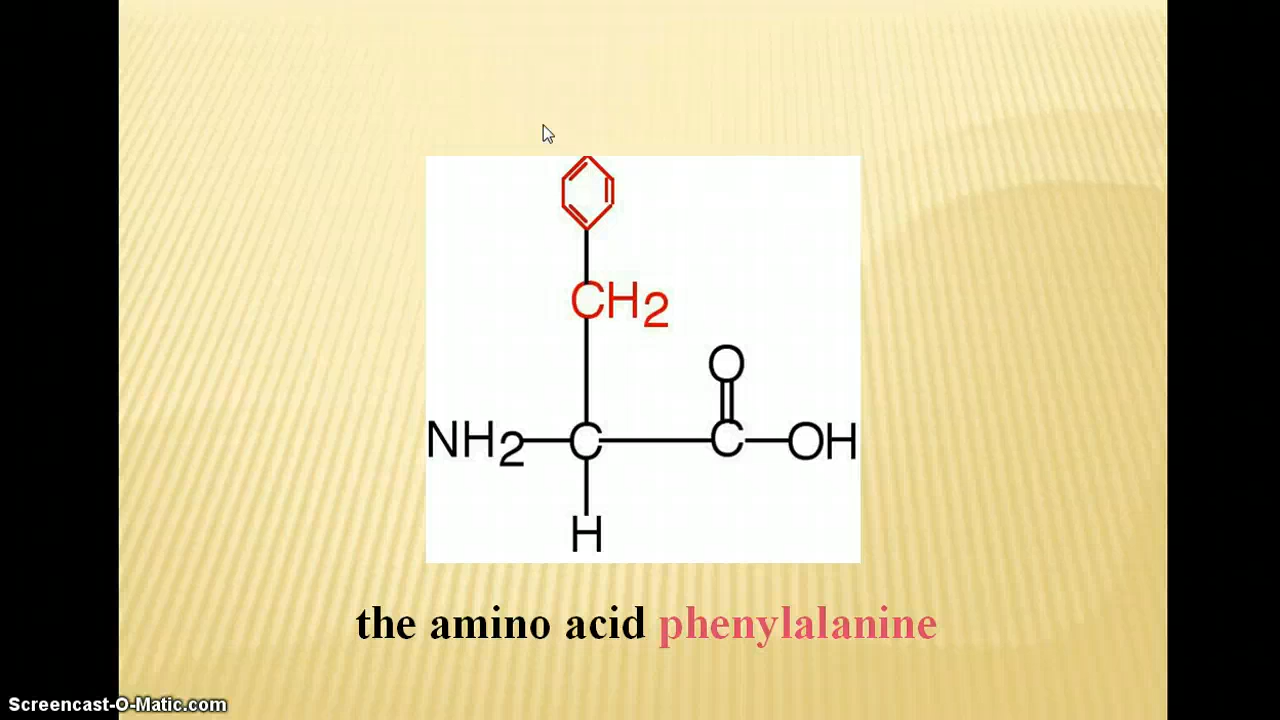 CH2
O
NH2 C C OH
H
the amino acid phenylalanine
Screencast-O-Matic.com